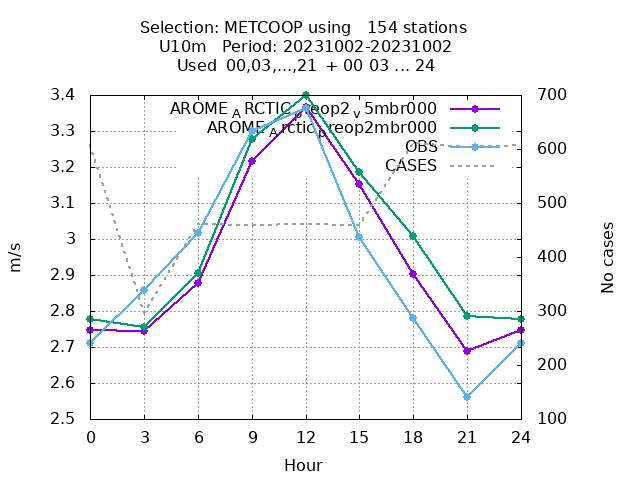 Selection: METCOOP using   154 stations
U10m   Period: 20231002-20231002
Used  00,03,...,21  + 00 03 ... 24
3.4
3.3
3.2
3.1
3
2.9
2.8
2.7
2.6
2.5
m/s
AROME_ARCTIC_preop2_v5mbr000
AROME_Arctic_preop2mbr000
OBS
CASES
700
600
500
400
300
200
100
No cases
0 3 6 9 12 15 18 21 24
Hour